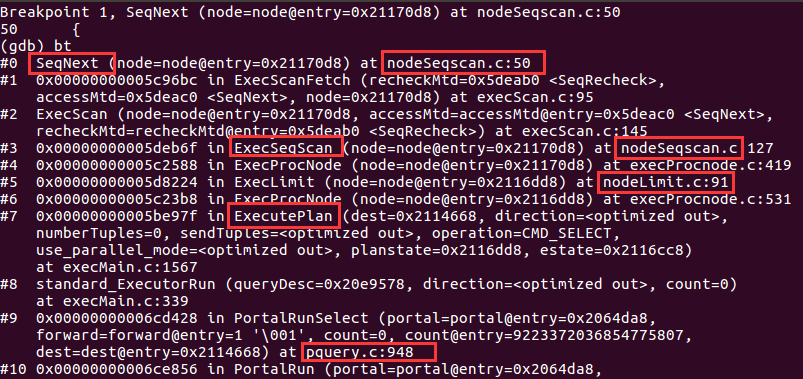 Breakpoint 1, SeqNext (node=node@entry=0x21170d8) at nodeSeqscan.c:50
50      {
(gdb) bt
#0  SeqNext (node=node@entry=0x21170d8) at nodeSeqscan.c:50
#1  0x00000000005c96bc in ExecScanFetch (recheckMtd=0x5deab0 <SeqRecheck>,
    accessMtd=0x5deac0 <SeqNext>, node=0x21170d8) at execScan.c:95
#2  ExecScan (node=node@entry=0x21170d8, accessMtd=accessMtd@entry=0x5deac0 <SeqNext>,
    recheckMtd=recheckMtd@entry=0x5deab0 <SeqRecheck>) at execScan.c:145
#3  0x00000000005deb6f in ExecSeqScan (node=node@entry=0x21170d8) at nodeSeqscan.c:127
#4  0x00000000005c2588 in ExecProcNode (node=node@entry=0x21170d8) at execProcnode.c:419
#5  0x00000000005d8224 in ExecLimit (node=node@entry=0x2116dd8) at nodeLimit.c:91
#6  0x00000000005c23b8 in ExecProcNode (node=node@entry=0x2116dd8) at execProcnode.c:531
#7  0x00000000005be97f in ExecutePlan (dest=0x2114668, direction=<optimized out>,
    numberTuples=0, sendTuples=<optimized out>, operation=CMD_SELECT,
    use_parallel_mode=<optimized out>, planstate=0x2116dd8, estate=0x2116cc8)
    at execMain.c:1567
#8  standard_ExecutorRun (queryDesc=0x20e9578, direction=<optimized out>, count=0)
    at execMain.c:339
#9  0x00000000006cd428 in PortalRunSelect (portal=portal@entry=0x2064da8,
    forward=forward@entry=1 '\001', count=0, count@entry=9223372036854775807,
    dest=dest@entry=0x2114668) at pquery.c:948
#10 0x00000000006ce856 in PortalRun (portal=portal@entry=0x2064da8,